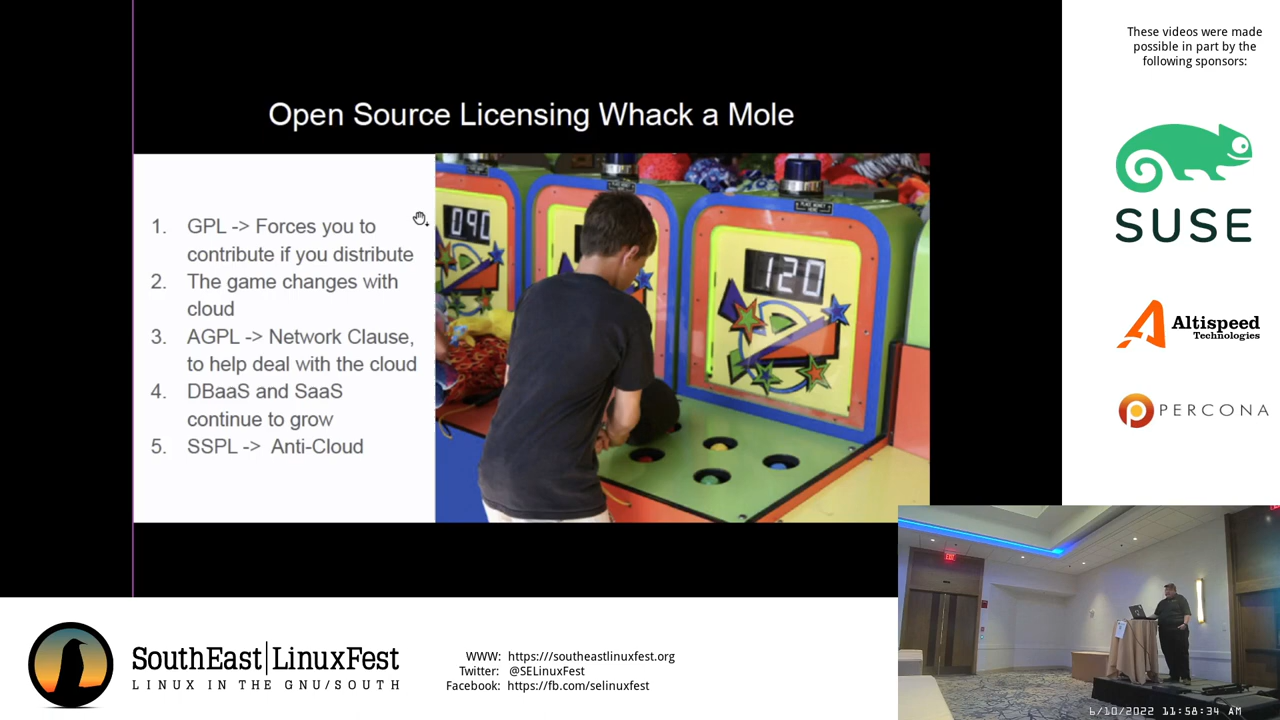 These videos were made
possible in part by the
following sponsors:
Open Source Licensing Whack a Mole
1. GPL -> Forces you to
contribute if you distribute
2. The game changes with
cloud
3. AGPL -> Network Clause,
to help deal with the cloud
4. DBaaS and SaaS
continue to grow
5. SSPL -> Anti-Cloud
090
120
SUSE
Altispeed
Technologies
PERCONA
EXIT
SouthEast|LinuxFest
LINUX IN THE GNU/SOUTH
WWW: https://southeastlinuxfest.org
Twitter: @SELinuxFest
Facebook: https://fb.com/selinuxfest
6/10/2022 11:58:34 AM